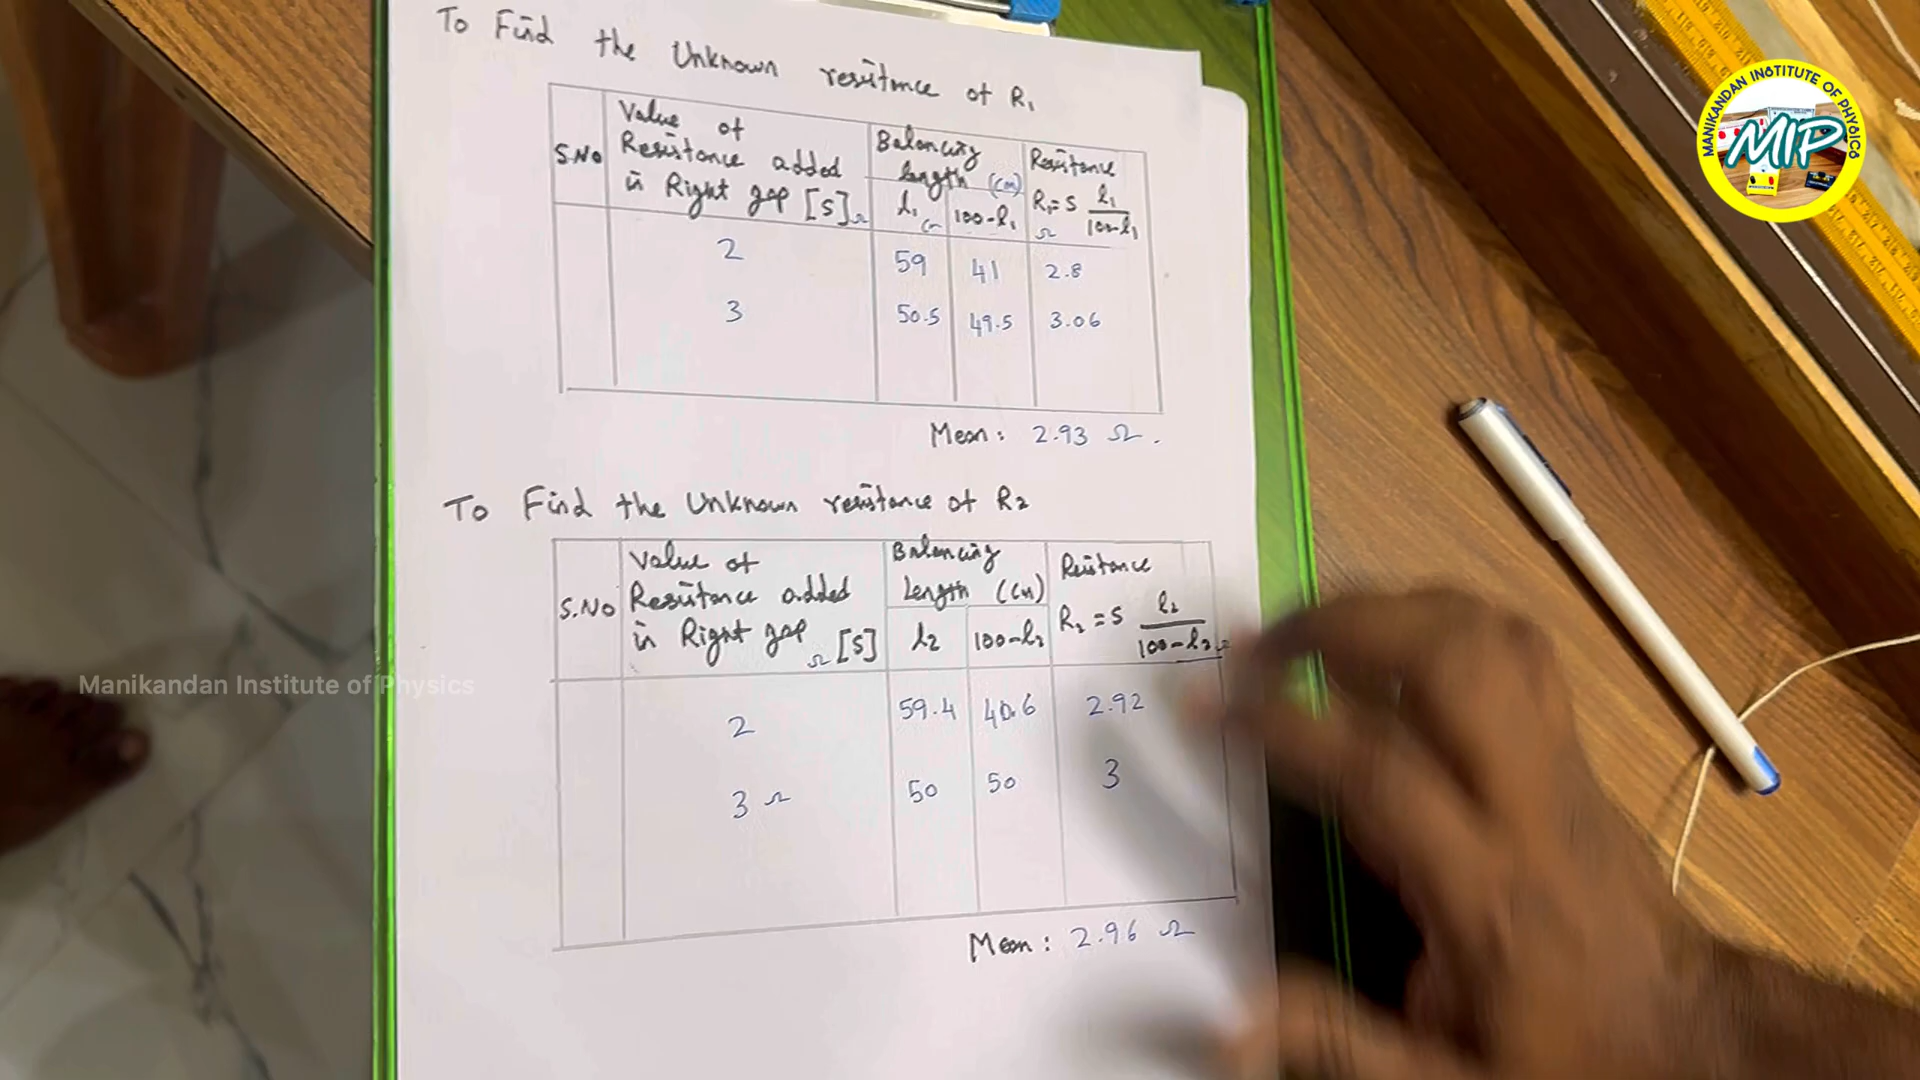 To Find the Unknown resistance of R₁
S.No
Value of
Resistance added
in Right gap [S]Ω
Balancing
length (cm)
l₁ cm
100-l₁
Resistance
R₁ = S l₁/100-l₁
Ω
2 59 41 2.8
3 50.5 49.5 3.06
Mean : 2.93 Ω .
To Find the Unknown resistance of R₂
S.No
Value of
Resistance added
in Right gap Ω [S]
Balancing
Length (cm)
l₂
100-l₂
Resistance
R₂ = S l₂/100-l₂ Ω
2 59.4 40.6 2.92
3 Ω 50 50 3
Mean : 2.96 Ω
MANIKANDAN INSTITUTE OF PHYSICS
MIP
Manikandan Institute of Physics